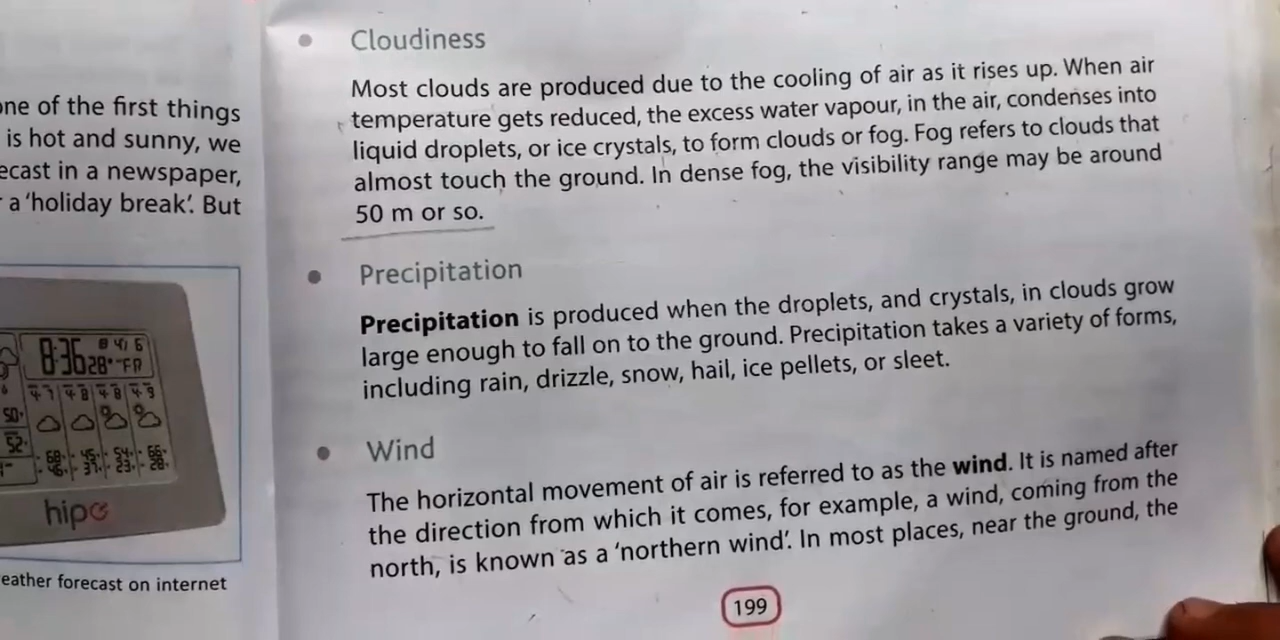 one of the first things
is hot and sunny, we
ecast in a newspaper,
a 'holiday break'. But
8:36 28°
50
52
hip
eather forecast on internet
Cloudiness
Most clouds are produced due to the cooling of air as it rises up. When air
temperature gets reduced, the excess water vapour, in the air, condenses into
liquid droplets, or ice crystals, to form clouds or fog. Fog refers to clouds that
almost touch the ground. In dense fog, the visibility range may be around
50 m or so.
Precipitation
Precipitation is produced when the droplets, and crystals, in clouds grow
large enough to fall on to the ground. Precipitation takes a variety of forms,
including rain, drizzle, snow, hail, ice pellets, or sleet.
Wind
The horizontal movement of air is referred to as the wind. It is named after
the direction from which it comes, for example, a wind, coming from the
north, is known as a 'northern wind'. In most places, near the ground, the
199